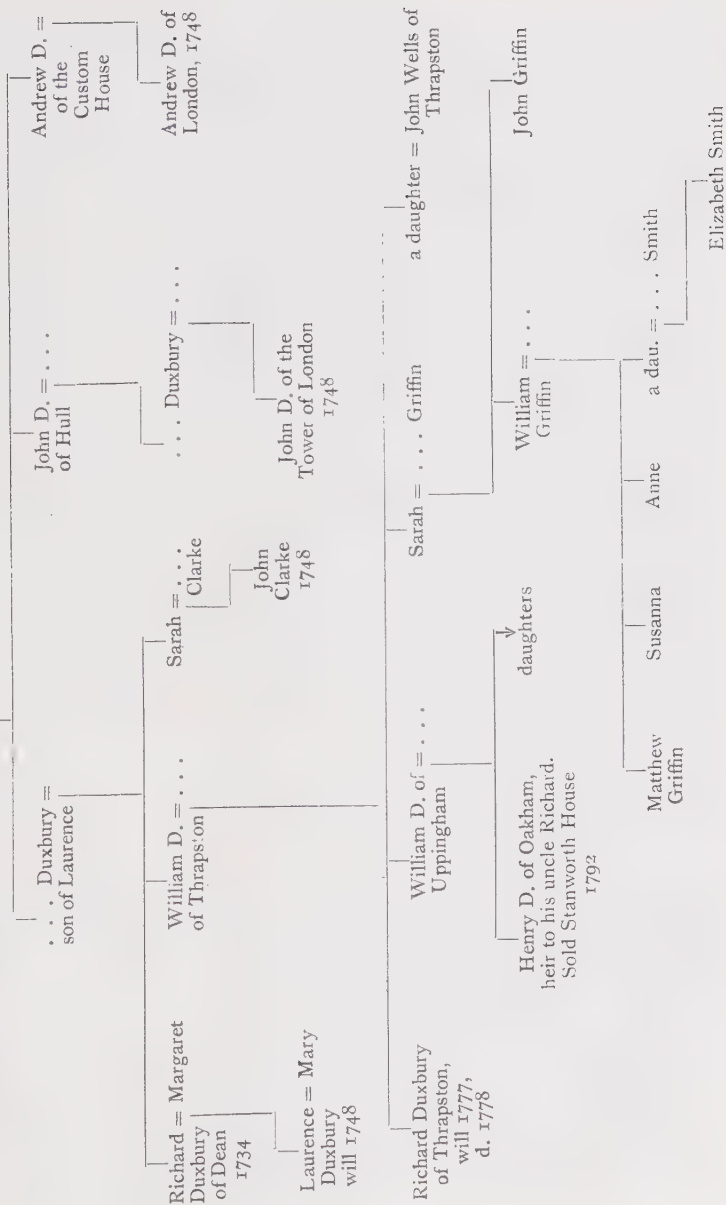 . . . Duxbury =
son of Laurence
John D. = . . .
of Hull
Andrew D. =
of the
Custom
House
Richard = Margaret
Duxbury
of Dean
1734
William D. = . . .
of Thrapston
Sarah = . . .
Clarke
. . . Duxbury = . . .
Andrew D. of
London, 1748
Laurence = Mary
Duxbury
will 1748
John
Clarke
1748
John D. of the
Tower of London
1748
Richard Duxbury
of Thrapston,
will 1777,
d. 1778
William D. of = . . .
Uppingham
Sarah = . . . Griffin
a daughter = John Wells of
Thrapston
Henry D. of Oakham,
heir to his uncle Richard.
Sold Stanworth House
1792
daughters
William = . . .
Griffin
John Griffin
Matthew
Griffin
Susanna
Anne
a dau. = . . . Smith
Elizabeth Smith